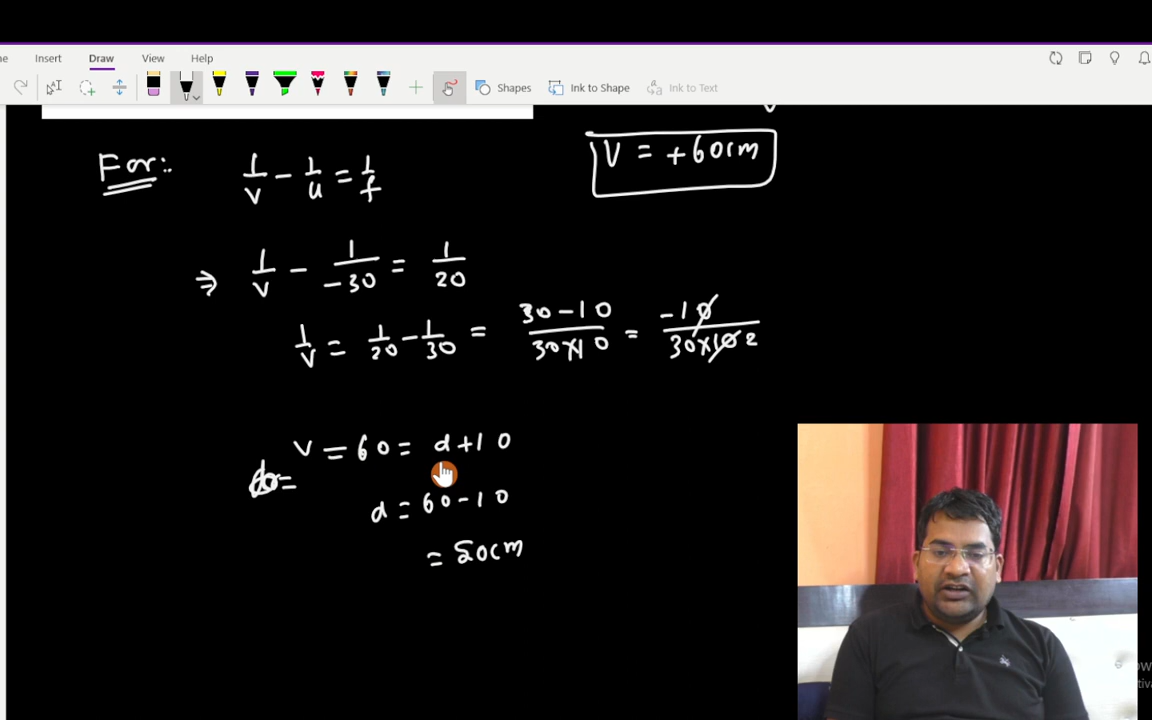 Insert Draw View Help
Shapes Ink to Shape Ink to Text
V = +60cm
For:- 1/v - 1/u = 1/f
⇒ 1/v - 1/-30 = 1/20
1/v = 1/20 - 1/30 = 30-10/30×10 = -10/30×10 2
v = 60 = d+10
d = 60-10
= 50cm